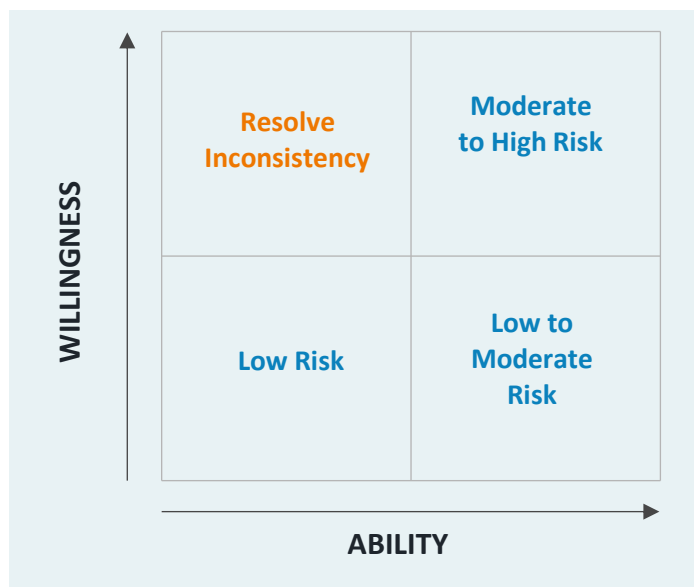 WILLINGNESS
Resolve
Inconsistency
Moderate
to High Risk
Low Risk
Low to
Moderate
Risk
ABILITY